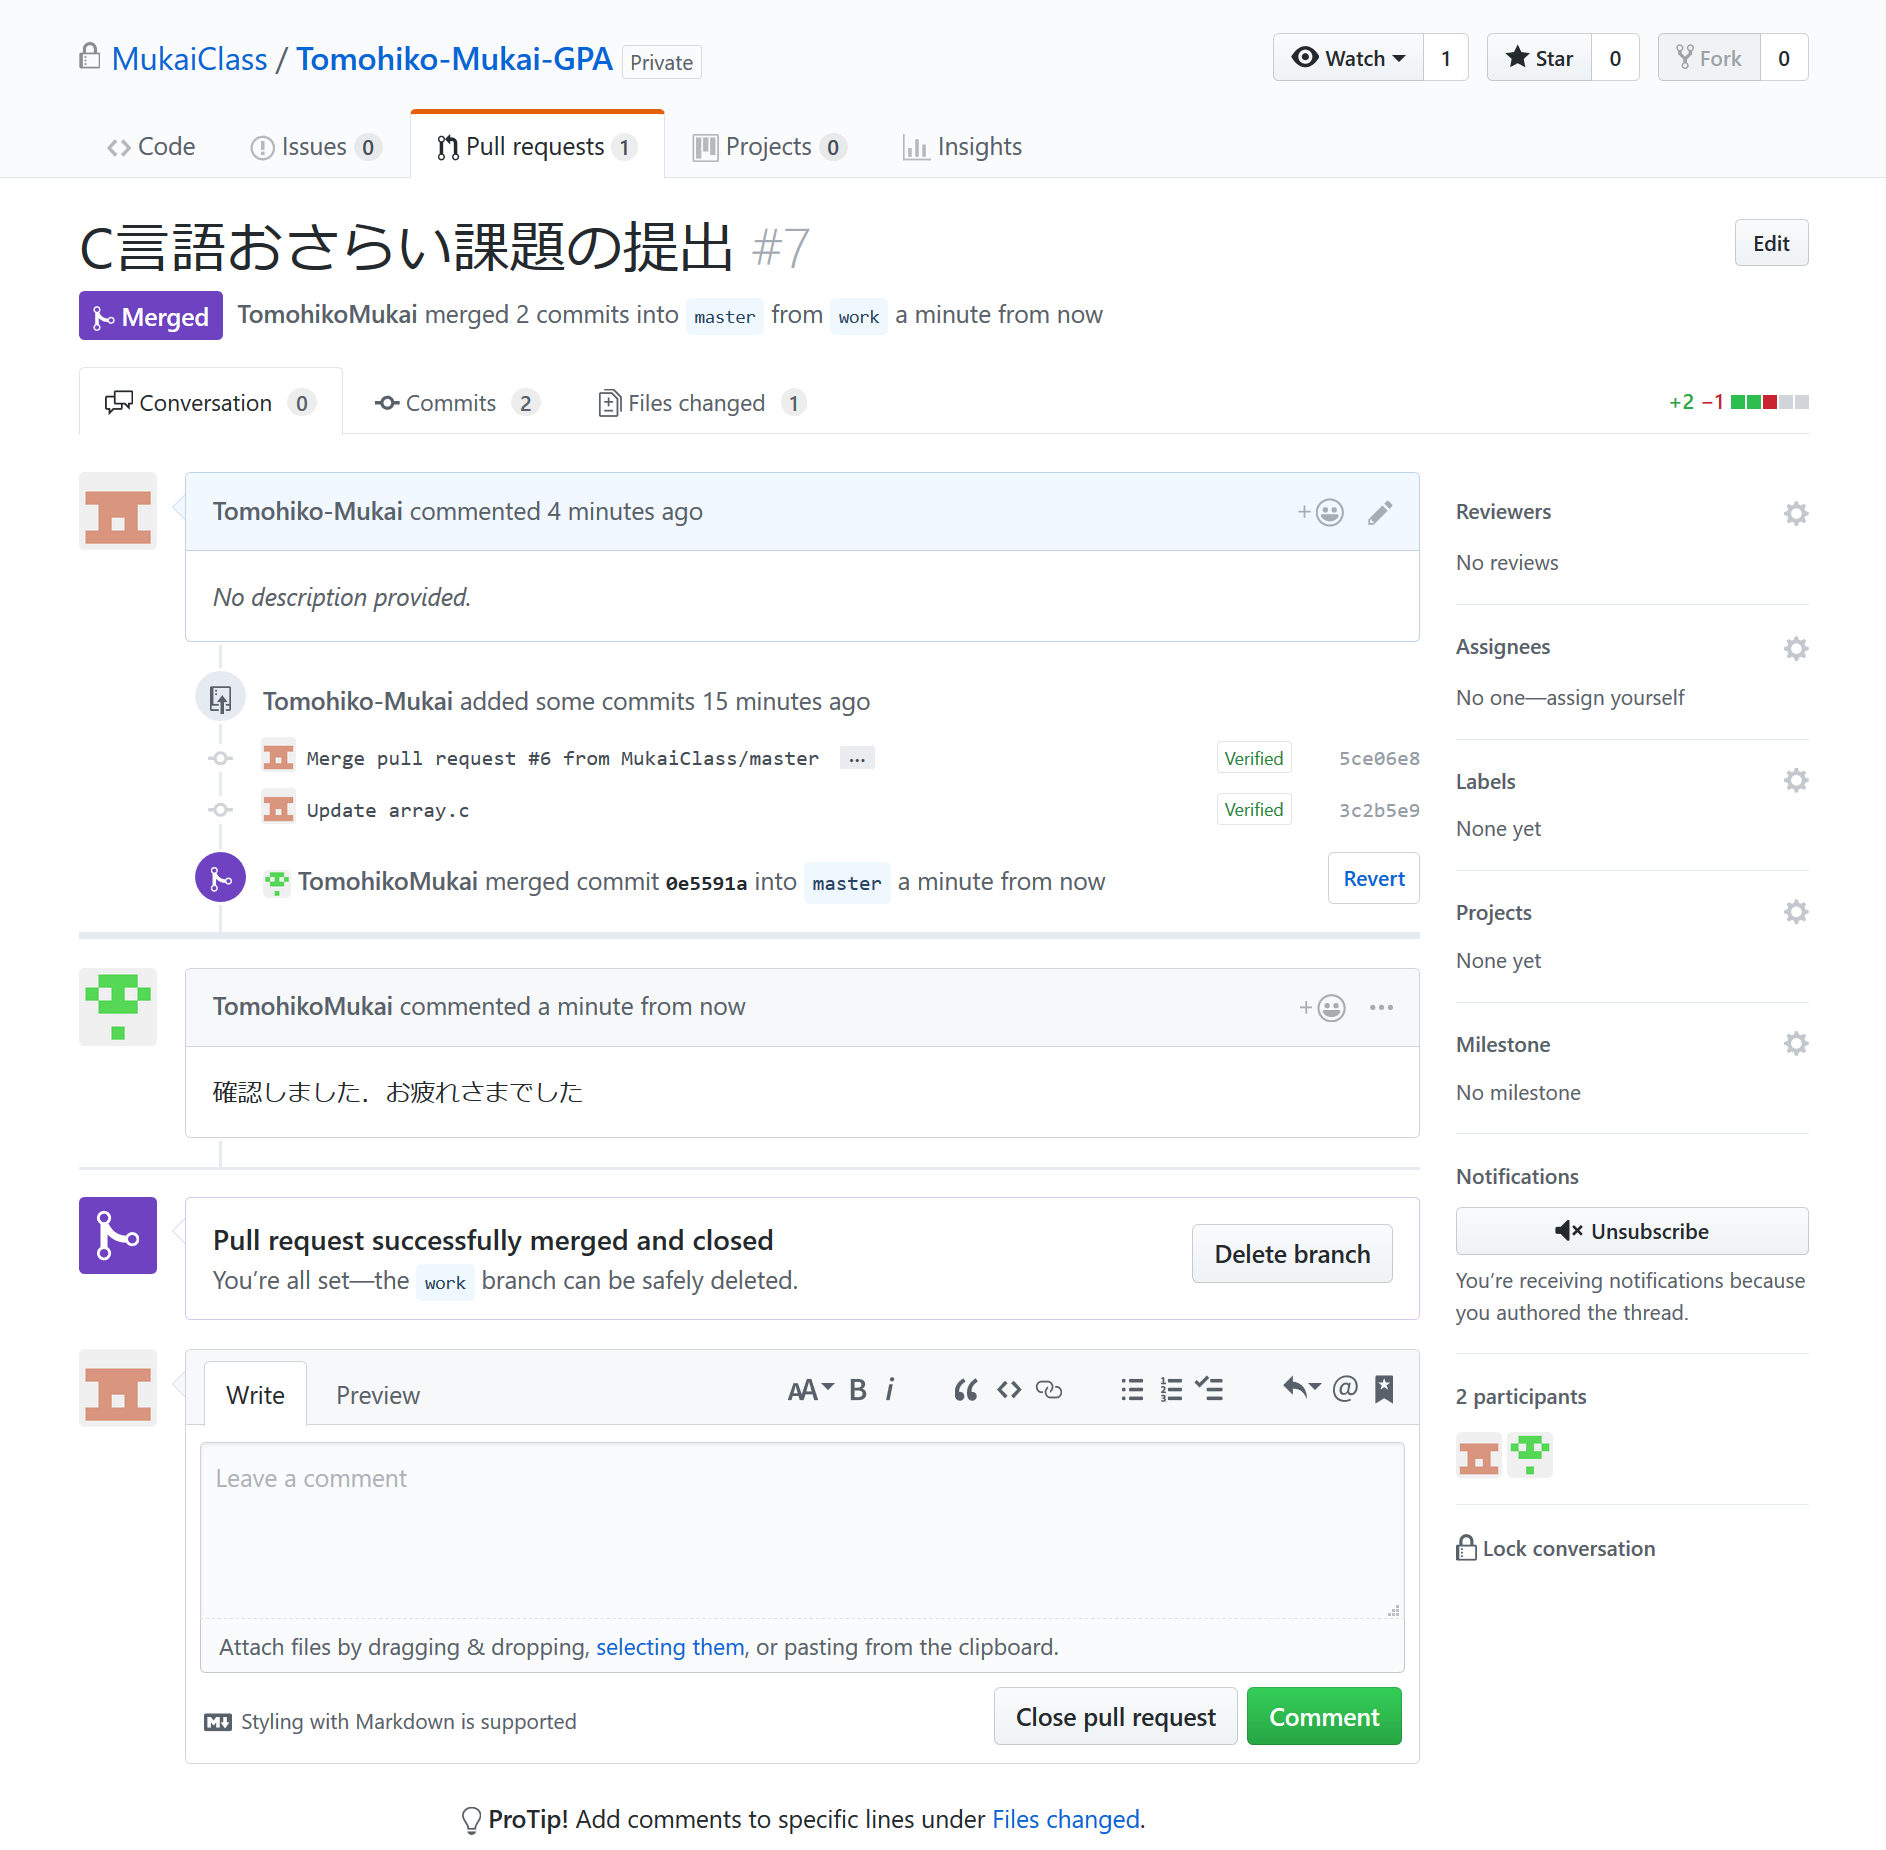 MukaiClass / Tomohiko-Mukai-GPA Private
Watch 1 Star 0 Fork 0
Code Issues 0 Pull requests 1 Projects 0 Insights
C言語おさらい課題の提出 #7
Edit
Merged TomohikoMukai merged 2 commits into master from work a minute from now
Conversation 0 Commits 2 Files changed 1
+2 −1
Tomohiko-Mukai commented 4 minutes ago
No description provided.
Tomohiko-Mukai added some commits 15 minutes ago
Merge pull request #6 from MukaiClass/master … Verified 5ce06e8
Update array.c Verified 3c2b5e9
TomohikoMukai merged commit 0e5591a into master a minute from now Revert
TomohikoMukai commented a minute from now
確認しました．お疲れさまでした
Pull request successfully merged and closed
You’re all set—the work branch can be safely deleted.
Delete branch
Write Preview
AA B i
Leave a comment
Attach files by dragging & dropping, selecting them, or pasting from the clipboard.
Styling with Markdown is supported
Close pull request Comment
ProTip! Add comments to specific lines under Files changed.
Reviewers
No reviews
Assignees
No one—assign yourself
Labels
None yet
Projects
None yet
Milestone
No milestone
Notifications
Unsubscribe
You’re receiving notifications because
you authored the thread.
2 participants
Lock conversation